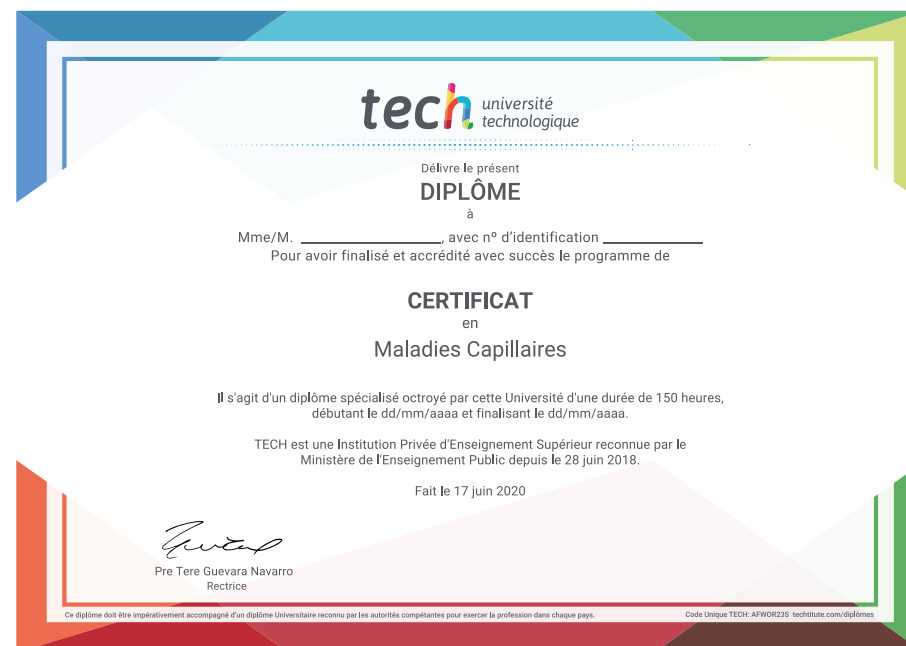 tech université
technologique
Délivre le présent
DIPLÔME
à
Mme/M. ____________________, avec nº d'identification ______________
Pour avoir finalisé et accrédité avec succès le programme de
CERTIFICAT
en
Maladies Capillaires
Il s'agit d'un diplôme spécialisé octroyé par cette Université d'une durée de 150 heures,
débutant le dd/mm/aaaa et finalisant le dd/mm/aaaa.
TECH est une Institution Privée d'Enseignement Supérieur reconnue par le
Ministère de l'Enseignement Public depuis le 28 juin 2018.
Fait le 17 juin 2020
Pre Tere Guevara Navarro
Rectrice
Ce diplôme doit être impérativement accompagné d'un diplôme Universitaire reconnu par les autorités compétentes pour exercer la profession dans chaque pays.
Code Unique TECH: AFWOR23S techtitute.com/diplômes